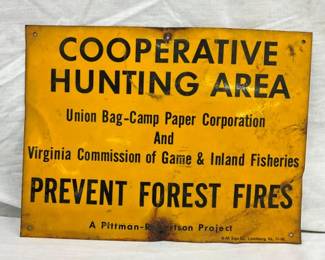 COOPERATIVE
HUNTING AREA
Union Bag-Camp Paper Corporation
And
Virginia Commission of Game & Inland Fisheries
PREVENT FOREST FIRES
A Pittman-Robertson Project